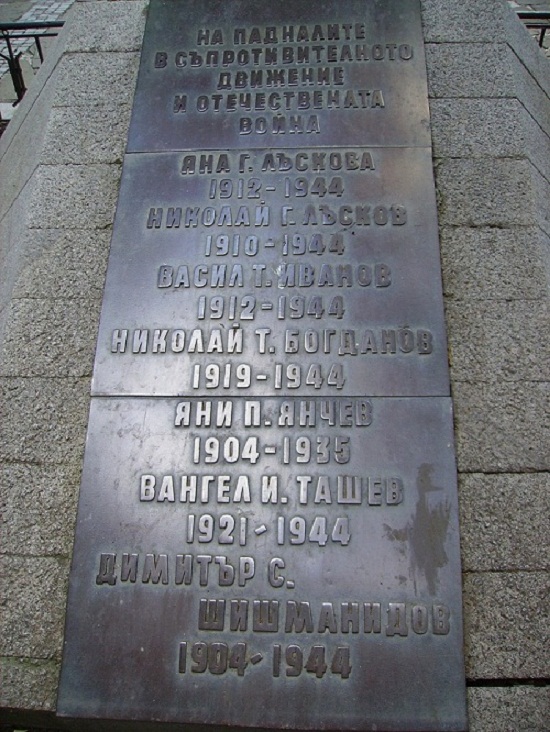 НА ПАДНАЛИТЕ
В СЪПРОТИВИТЕЛНОТО
ДВИЖЕНИЕ
И ОТЕЧЕСТВЕНАТА
ВОЙНА
ЯНА Г. ЛЪСКОВА
1912-1944
НИКОЛАЙ Г. ЛЪСКОВ
1910-1944
ВАСИЛ Т. ИВАНОВ
1912-1944
НИКОЛАЙ Т. БОГДАНОВ
1919-1944
ЯНИ П. ЯНЧЕВ
1904-1935
ВАНГЕЛ И. ТАШЕВ
1921-1944
ДИМИТЪР С.
ШИШМАНИДОВ
1904-1944